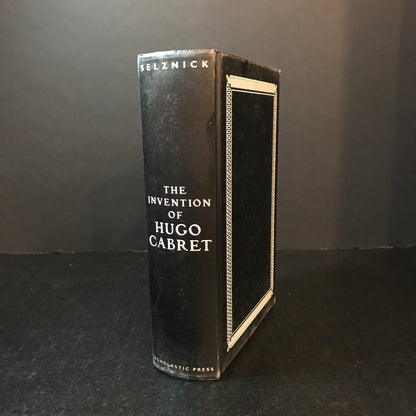 SELZNICK
THE
INVENTION
OF
HUGO
CABRET
SCHOLASTIC PRESS